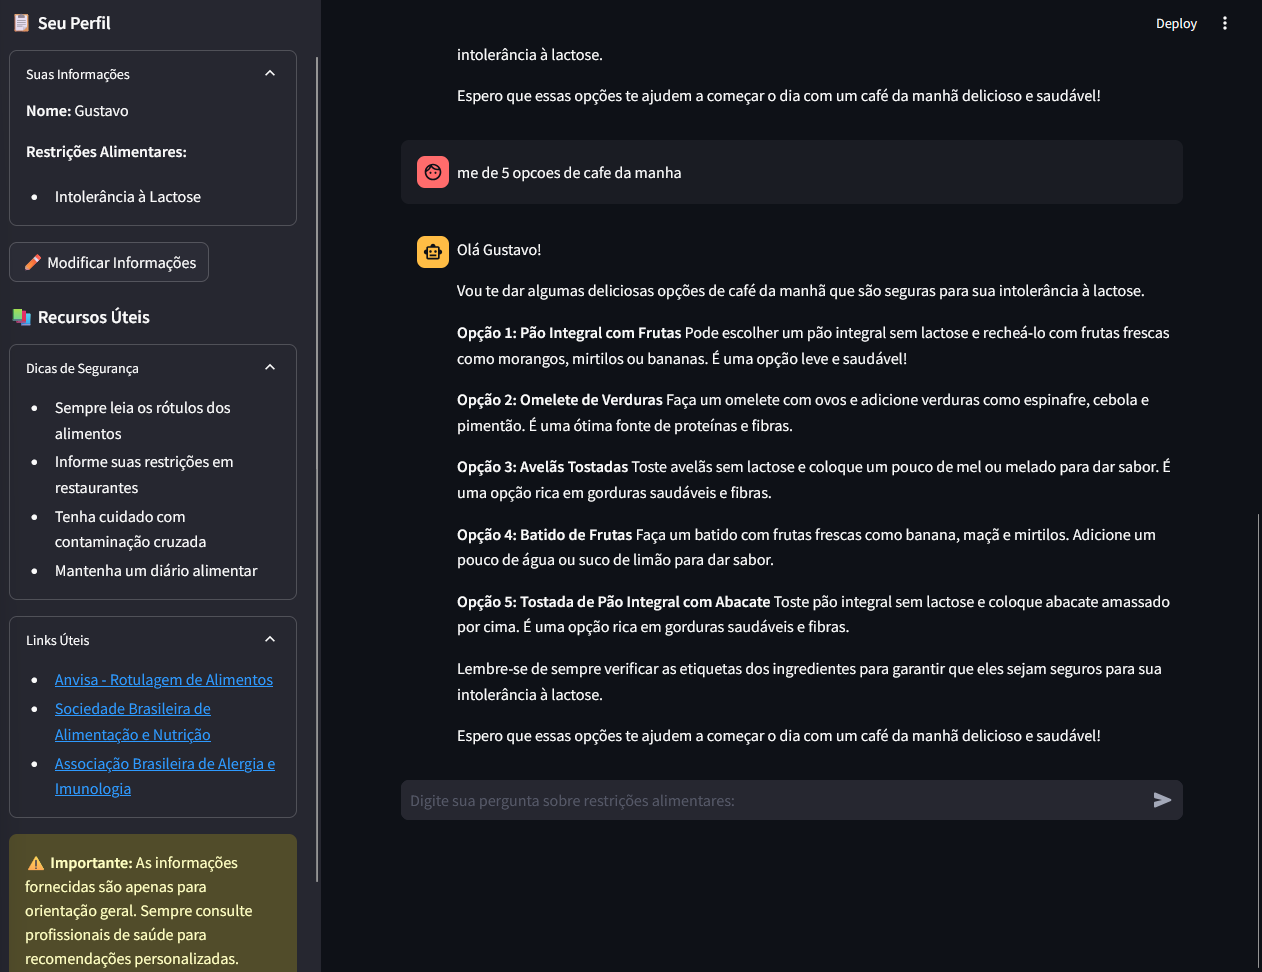 Seu Perfil
Suas Informações
Nome: Gustavo
Restrições Alimentares:
Intolerância à Lactose
Modificar Informações
Recursos Úteis
Dicas de Segurança
Sempre leia os rótulos dos
alimentos
Informe suas restrições em
restaurantes
Tenha cuidado com
contaminação cruzada
Mantenha um diário alimentar
Links Úteis
Anvisa - Rotulagem de Alimentos
Sociedade Brasileira de
Alimentação e Nutrição
Associação Brasileira de Alergia e
Imunologia
Importante: As informações
fornecidas são apenas para
orientação geral. Sempre consulte
profissionais de saúde para
recomendações personalizadas.
Deploy
intolerância à lactose.
Espero que essas opções te ajudem a começar o dia com um café da manhã delicioso e saudável!
me de 5 opcoes de cafe da manha
Olá Gustavo!
Vou te dar algumas deliciosas opções de café da manhã que são seguras para sua intolerância à lactose.
Opção 1: Pão Integral com Frutas Pode escolher um pão integral sem lactose e recheá-lo com frutas frescas
como morangos, mirtilos ou bananas. É uma opção leve e saudável!
Opção 2: Omelete de Verduras Faça um omelete com ovos e adicione verduras como espinafre, cebola e
pimentão. É uma ótima fonte de proteínas e fibras.
Opção 3: Avelãs Tostadas Toste avelãs sem lactose e coloque um pouco de mel ou melado para dar sabor. É
uma opção rica em gorduras saudáveis e fibras.
Opção 4: Batido de Frutas Faça um batido com frutas frescas como banana, maçã e mirtilos. Adicione um
pouco de água ou suco de limão para dar sabor.
Opção 5: Tostada de Pão Integral com Abacate Toste pão integral sem lactose e coloque abacate amassado
por cima. É uma opção rica em gorduras saudáveis e fibras.
Lembre-se de sempre verificar as etiquetas dos ingredientes para garantir que eles sejam seguros para sua
intolerância à lactose.
Espero que essas opções te ajudem a começar o dia com um café da manhã delicioso e saudável!
Digite sua pergunta sobre restrições alimentares: